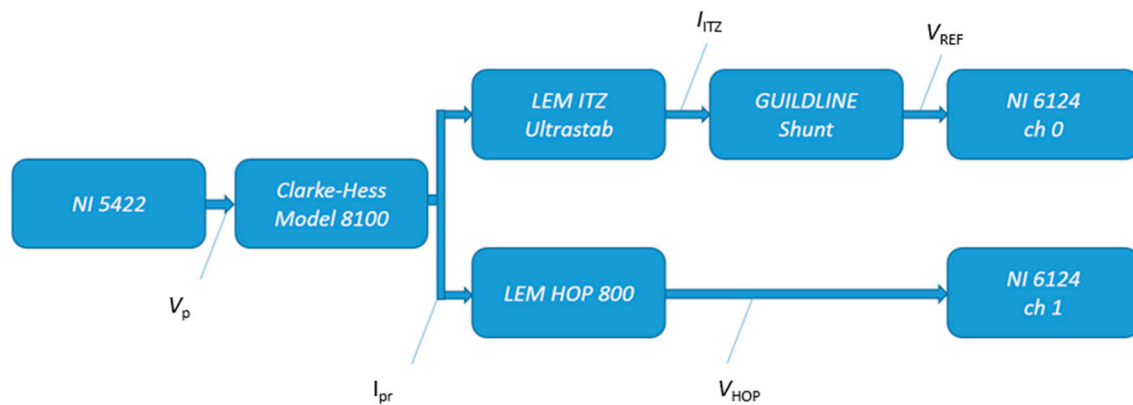 I_ITZ
V_REF
LEM ITZ
Ultrastab
GUILDLINE
Shunt
NI 6124
ch 0
NI 5422
Clarke-Hess
Model 8100
LEM HOP 800
NI 6124
ch 1
V_p
I_pr
V_HOP